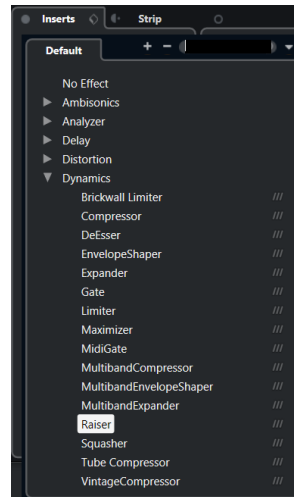 Inserts Strip
Default + -
No Effect
Ambisonics
Analyzer
Delay
Distortion
Dynamics
Brickwall Limiter ///
Compressor ///
DeEsser ///
EnvelopeShaper ///
Expander ///
Gate ///
Limiter ///
Maximizer ///
MidiGate ///
MultibandCompressor ///
MultibandEnvelopeShaper ///
MultibandExpander ///
Raiser ///
Squasher ///
Tube Compressor ///
VintageCompressor ///